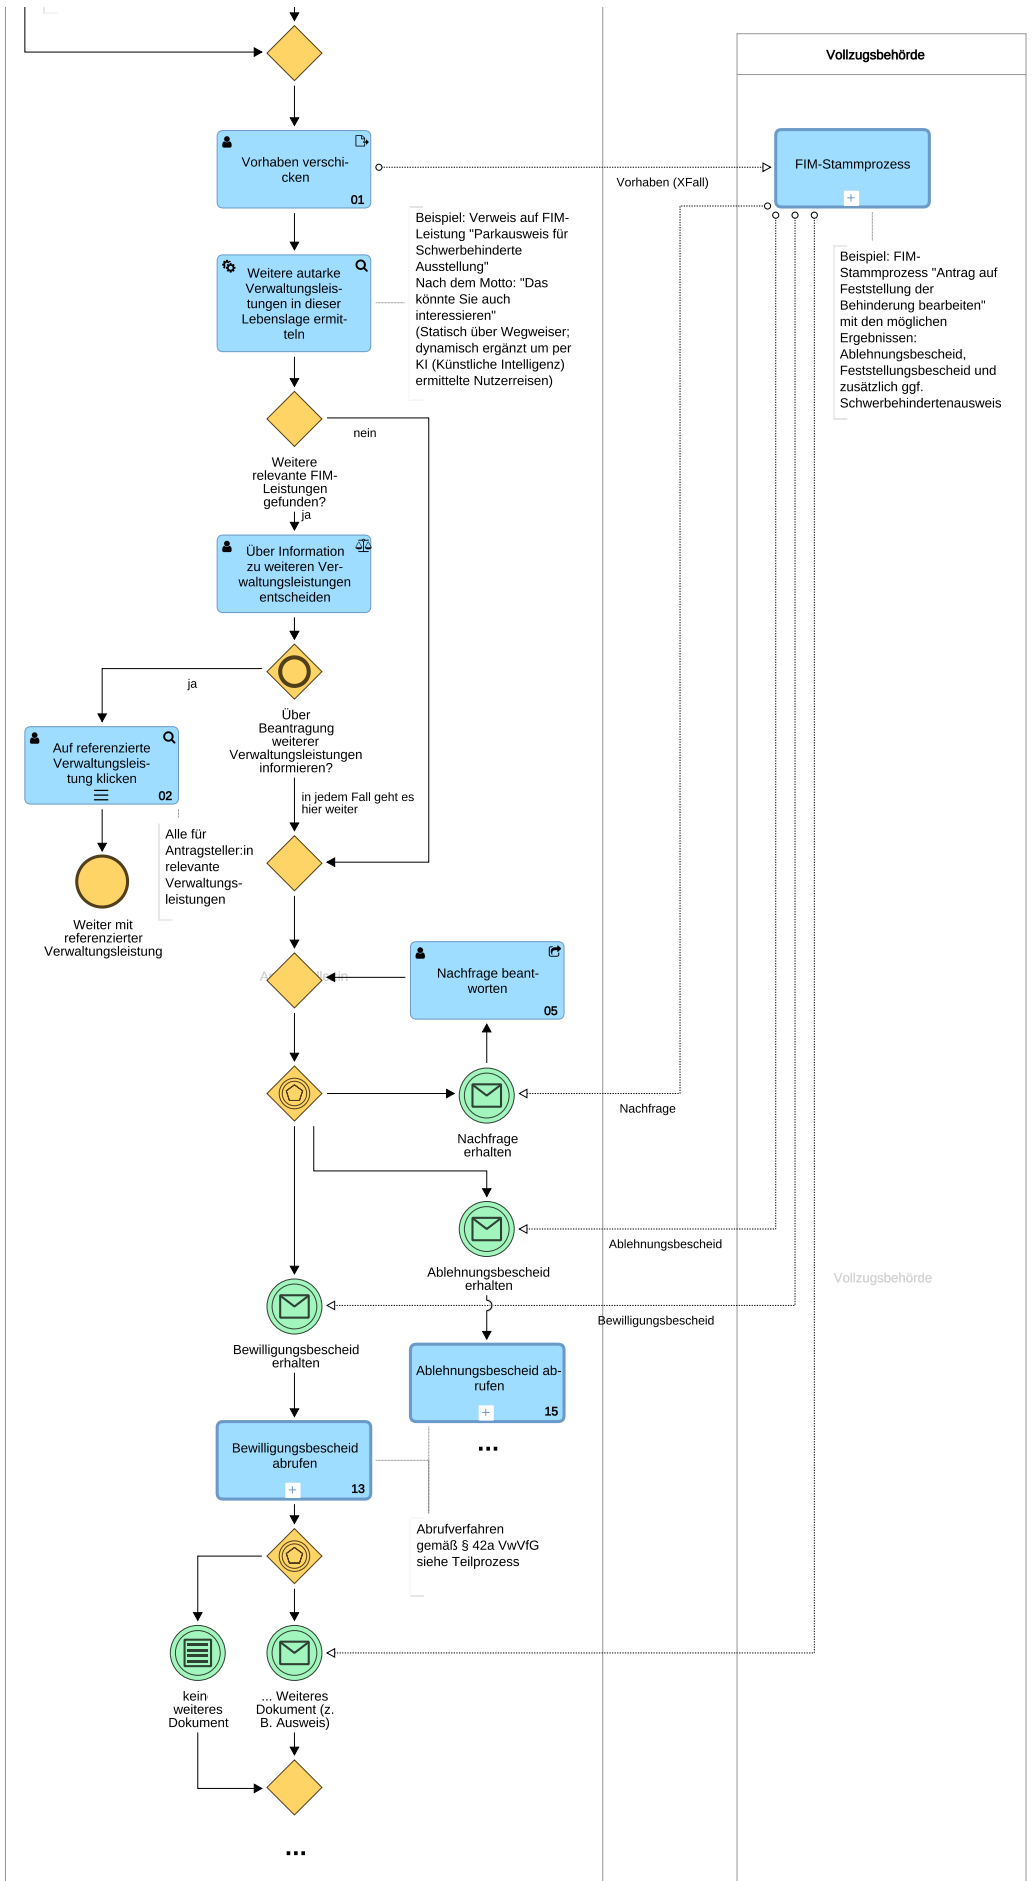 Vollzugsbehörde
Vorhaben verschi-
cken
01
Vorhaben (XFall)
FIM-Stammprozess
Beispiel: Verweis auf FIM-
Leistung "Parkausweis für
Schwerbehinderte
Ausstellung"
Nach dem Motto: "Das
könnte Sie auch
interessieren"
(Statisch über Wegweiser;
dynamisch ergänzt um per
KI (Künstliche Intelligenz)
ermittelte Nutzerreisen)
Beispiel: FIM-
Stammprozess "Antrag auf
Feststellung der
Behinderung bearbeiten"
mit den möglichen
Ergebnissen:
Ablehnungsbescheid,
Feststellungsbescheid und
zusätzlich ggf.
Schwerbehindertenausweis
Weitere autarke
Verwaltungsleis-
tungen in dieser
Lebenslage ermit-
teln
nein
Weitere
relevante FIM-
Leistungen
gefunden?
ja
Über Information
zu weiteren Ver-
waltungsleistungen
entscheiden
ja
Über
Beantragung
weiterer
Verwaltungsleistungen
informieren?
Auf referenzierte
Verwaltungsleis-
tung klicken
02
in jedem Fall geht es
hier weiter
Alle für
Antragsteller:in
relevante
Verwaltungs-
leistungen
Weiter mit
referenzierter
Verwaltungsleistung
Nachfrage beant-
worten
05
Nachfrage
Nachfrage
erhalten
Ablehnungsbescheid
Ablehnungsbescheid
erhalten
Vollzugsbehörde
Bewilligungsbescheid
Bewilligungsbescheid
erhalten
Ablehnungsbescheid ab-
rufen
15
...
Bewilligungsbescheid
abrufen
13
Abrufverfahren
gemäß § 42a VwVfG
siehe Teilprozess
kein
weiteres
Dokument
... Weiteres
Dokument (z.
B. Ausweis)
...